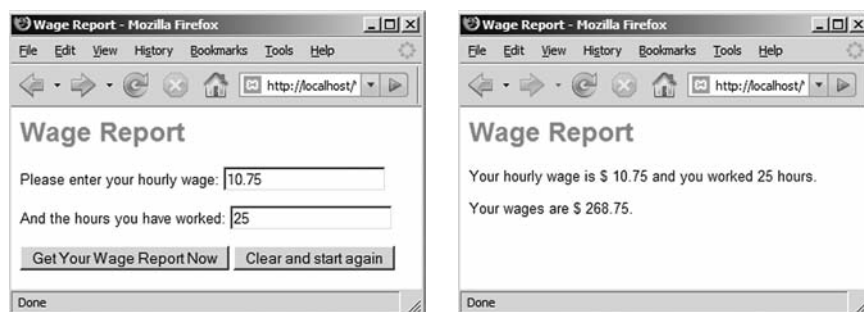 Wage Report - Mozilla Firefox
File Edit View History Bookmarks Tools Help
http://localhost/
Wage Report
Please enter your hourly wage: 10.75
And the hours you have worked: 25
Get Your Wage Report Now Clear and start again
Done
Wage Report - Mozilla Firefox
File Edit View History Bookmarks Tools Help
http://localhost/
Wage Report
Your hourly wage is $ 10.75 and you worked 25 hours.
Your wages are $ 268.75.
Done